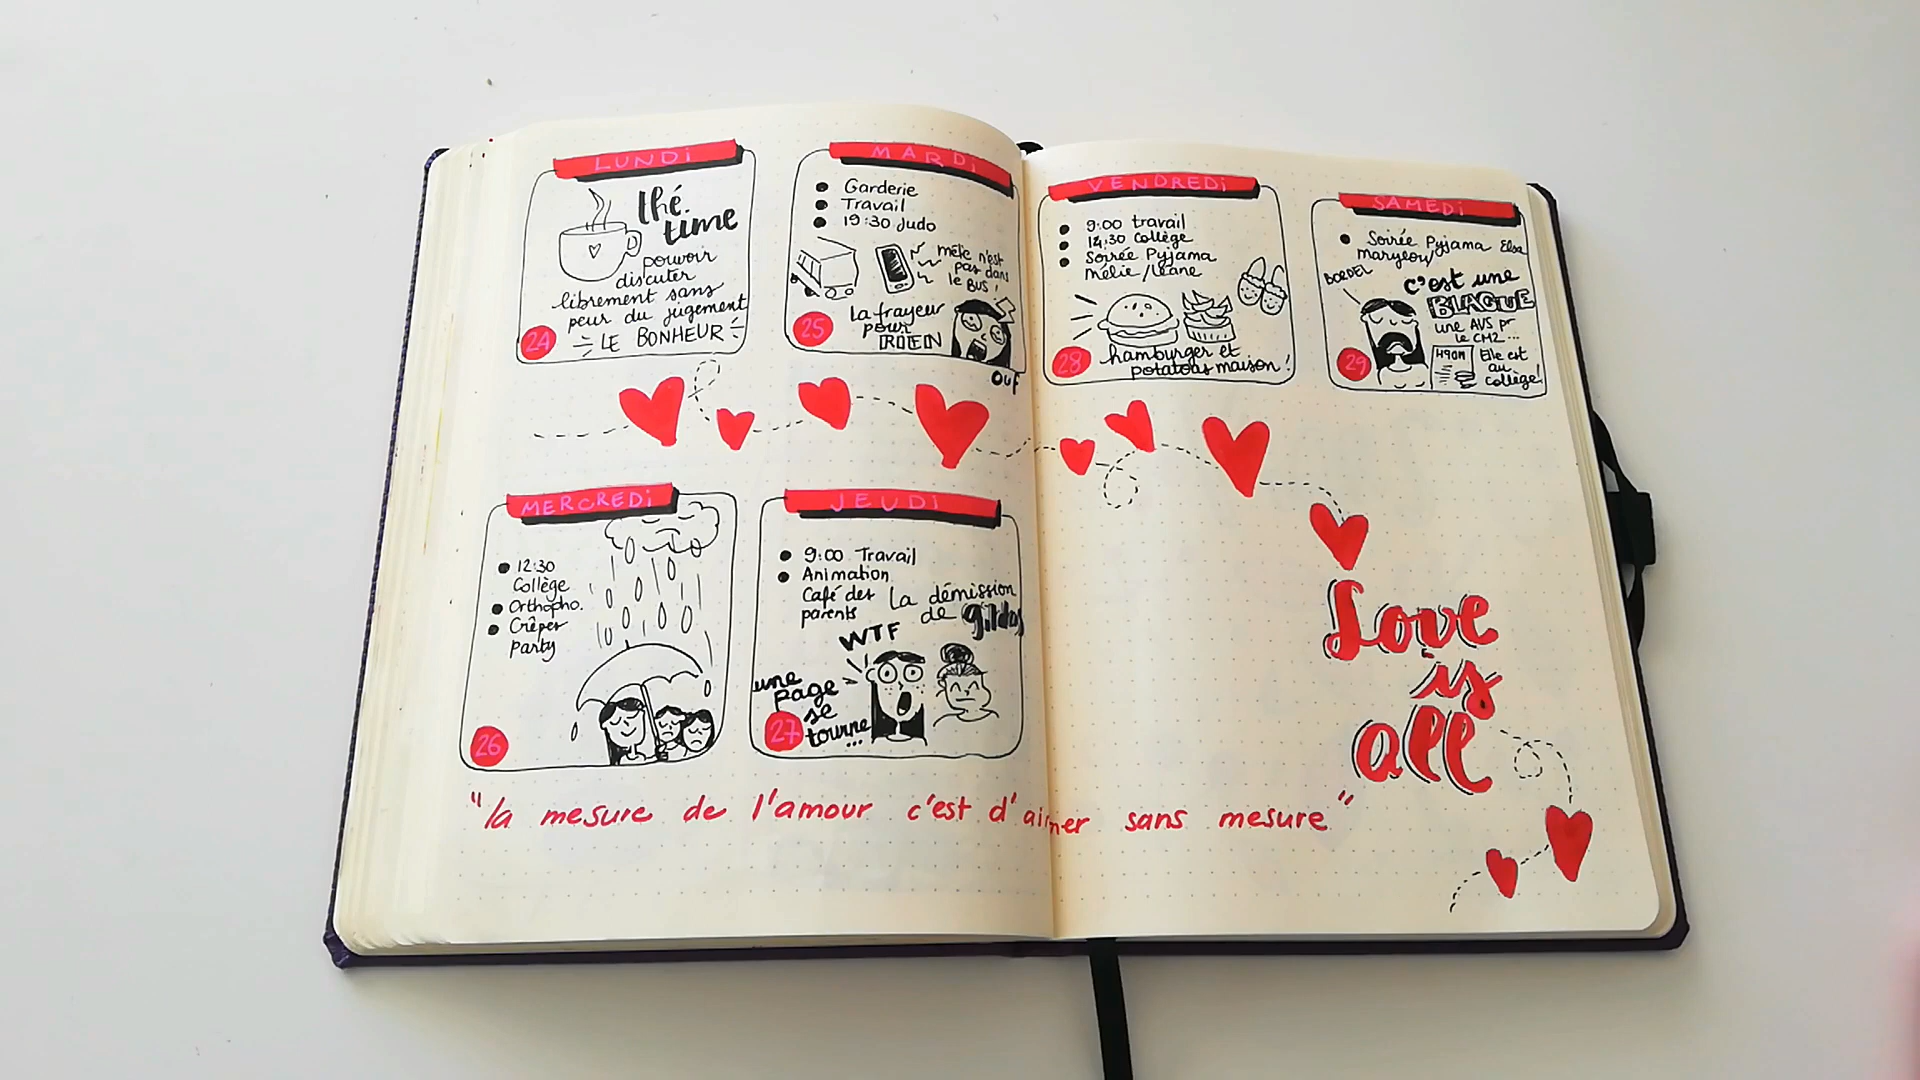 LUNDi
thé
time
pouvoir
discuter
librement sans
peur du jugement
LE BONHEUR
24
MARDi
Garderie
Travail
19:30 Judo
mélie n'est
pas dans
le BUS !
la frayeur
pour
RIEN
25
OUF
MERCREDi
12:30
Collège
Orthopho.
Crêpes
party
26
JEUDi
9:00 Travail
Animation
Café des
parents
La démission
de gildas
WTF
une
page
se
tourne
...
27
VENDREDi
9:00 travail
14:30 Collège
Soirée Pyjama
mélie / léane
hamburger et
potatoes maison !
28
SAMEDi
Soirée Pyjama Elsa
maryeon
BORDEL
c'est une
BLAGUE
une AVS pr
le CM2...
Elle est
au
collège!
29
Love
is
all
"la mesure de l'amour c'est d'aimer sans mesure"